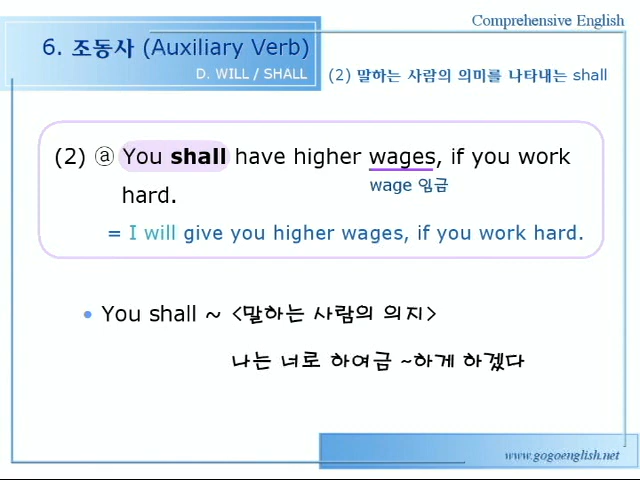 Comprehensive English
6. 조동사 (Auxiliary Verb)
D. WILL / SHALL
(2) 말하는 사람의 의미를 나타내는 shall
(2) ⓐ You shall have higher wages, if you work
wage 임금
hard.
= I will give you higher wages, if you work hard.
• You shall ~ <말하는 사람의 의지>
나는 너로 하여금 ~하게 하겠다
www.gogoenglish.net